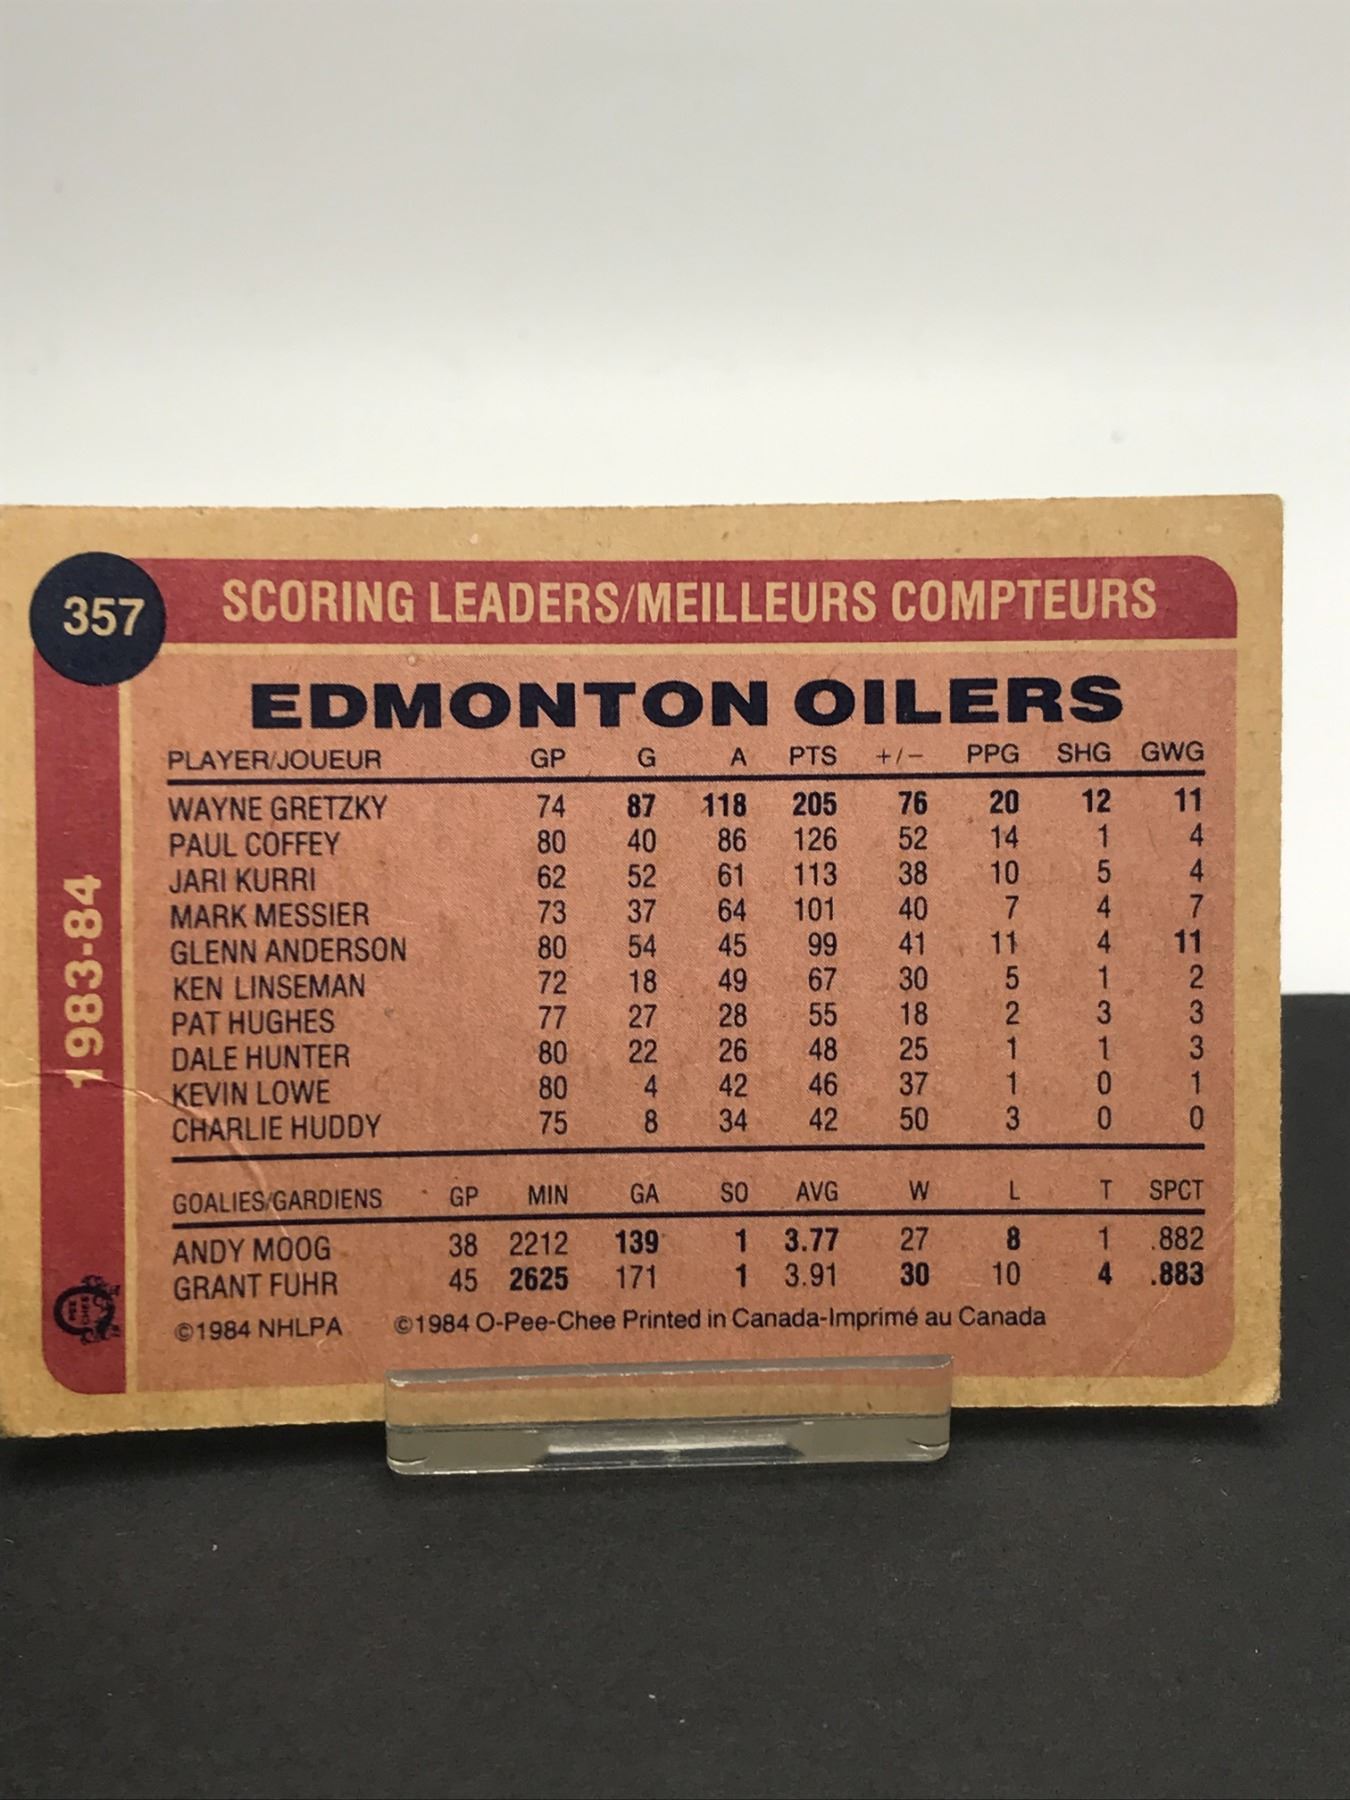 357
SCORING LEADERS/MEILLEURS COMPTEURS
1983-84
EDMONTON OILERS
PLAYER/JOUEUR GP G A PTS +/− PPG SHG GWG
WAYNE GRETZKY 74 87 118 205 76 20 12 11
PAUL COFFEY 80 40 86 126 52 14 1 4
JARI KURRI 62 52 61 113 38 10 5 4
MARK MESSIER 73 37 64 101 40 7 4 7
GLENN ANDERSON 80 54 45 99 41 11 4 11
KEN LINSEMAN 72 18 49 67 30 5 1 2
PAT HUGHES 77 27 28 55 18 2 3 3
DALE HUNTER 80 22 26 48 25 1 1 3
KEVIN LOWE 80 4 42 46 37 1 0 1
CHARLIE HUDDY 75 8 34 42 50 3 0 0
GOALIES/GARDIENS GP MIN GA SO AVG W L T SPCT
ANDY MOOG 38 2212 139 1 3.77 27 8 1 .882
GRANT FUHR 45 2625 171 1 3.91 30 10 4 .883
©1984 NHLPA ©1984 O-Pee-Chee Printed in Canada-Imprimé au Canada
PEE
CHEE